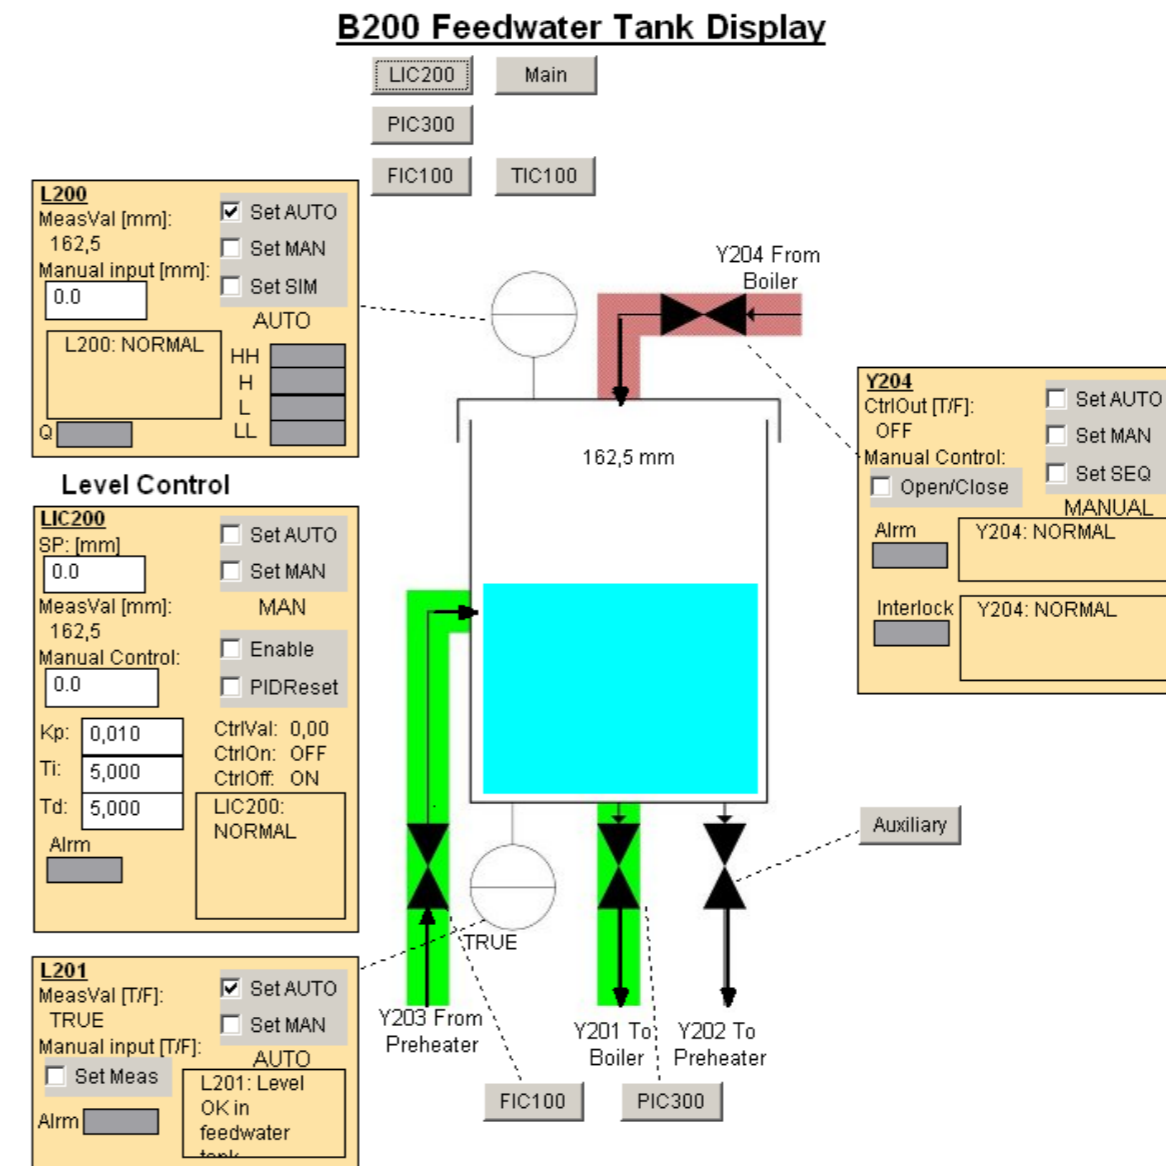 B200 Feedwater Tank Display
LIC200
Main
PIC300
FIC100
TIC100
L200
MeasVal [mm]:
162,5
Manual input [mm]:
0.0
Set AUTO
Set MAN
Set SIM
AUTO
L200: NORMAL
HH
H
L
LL
Q
Y204 From
Boiler
162,5 mm
Y204
CtrlOut [T/F]:
OFF
Manual Control:
Open/Close
Set AUTO
Set MAN
Set SEQ
MANUAL
Alrm
Y204: NORMAL
Interlock
Y204: NORMAL
Level Control
LIC200
SP: [mm]
0.0
Set AUTO
Set MAN
MAN
MeasVal [mm]:
162,5
Manual Control:
0.0
Enable
PIDReset
Kp:
0,010
Ti:
5,000
Td:
5,000
CtrlVal: 0,00
CtrlOn: OFF
CtrlOff: ON
LIC200:
NORMAL
Alrm
Auxiliary
TRUE
L201
MeasVal [T/F]:
TRUE
Manual input [T/F]:
Set Meas
Set AUTO
Set MAN
AUTO
L201: Level
OK in
feedwater
tank
Alrm
Y203 From
Preheater
Y201 To
Boiler
Y202 To
Preheater
FIC100
PIC300